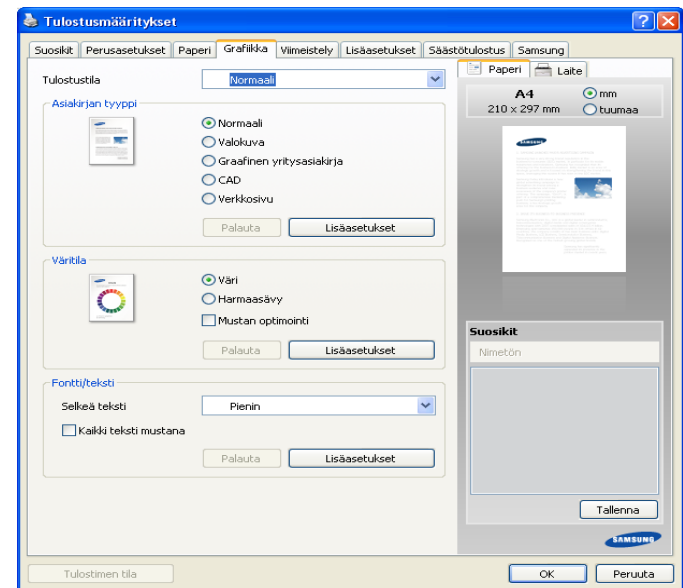 Tulostusmääritykset
Suosikit Perusasetukset Paperi Grafiikka Viimeistely Lisäasetukset Säästötulostus Samsung
Tulostustila Normaali
Asiakirjan tyyppi
Normaali
Valokuva
Graafinen yritysasiakirja
CAD
Verkkosivu
Palauta Lisäasetukset
Väritila
Väri
Harmaasävy
Mustan optimointi
Palauta Lisäasetukset
Fontti/teksti
Selkeä teksti Pienin
Kaikki teksti mustana
Palauta Lisäasetukset
Paperi Laite
A4 mm
210 x 297 mm tuumaa
SAMSUNG
Suosikit
Nimetön
Tallenna
SAMSUNG
Tulostimen tila OK Peruuta